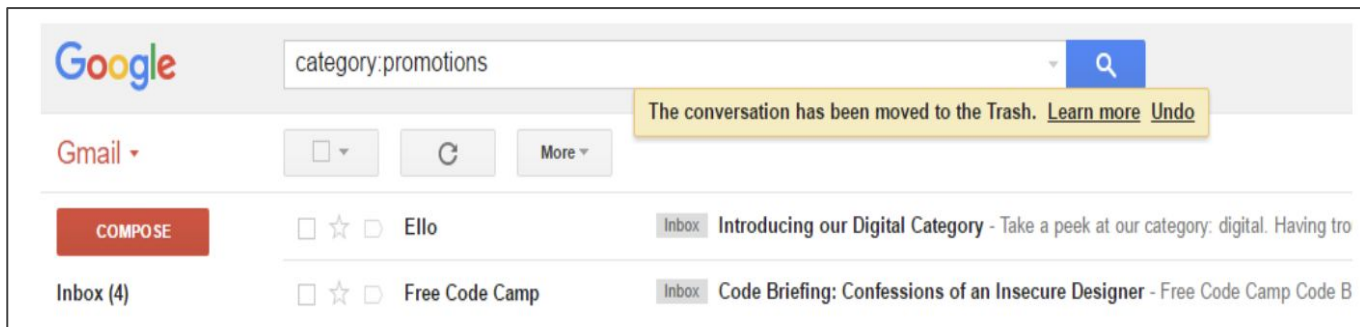 Google
category:promotions
The conversation has been moved to the Trash. Learn more Undo
Gmail
More
COMPOSE
Ello
Inbox Introducing our Digital Category - Take a peek at our category: digital. Having tro
Inbox (4)
Free Code Camp
Inbox Code Briefing: Confessions of an Insecure Designer - Free Code Camp Code B